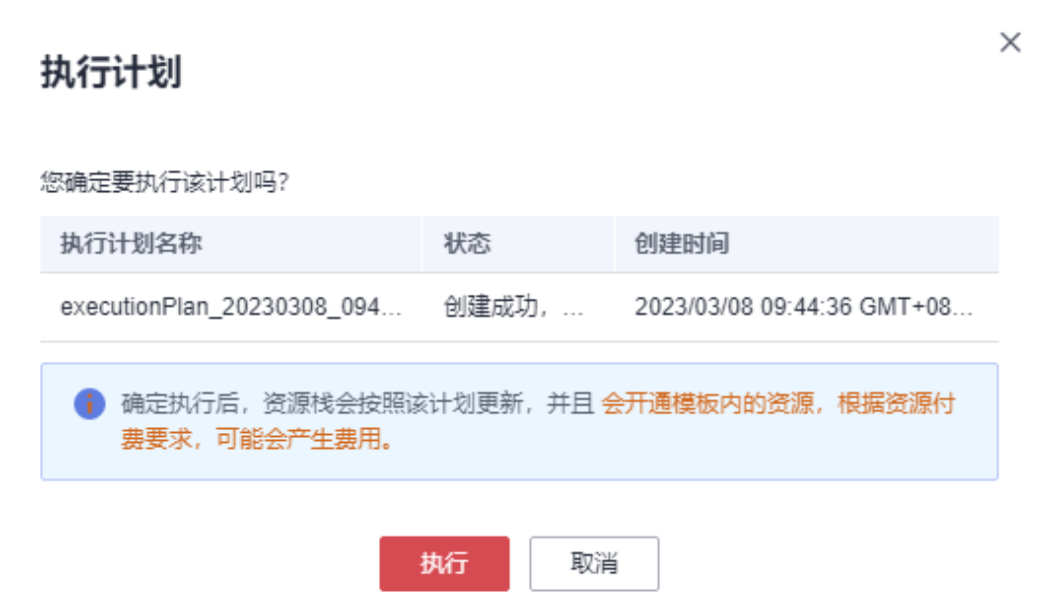 执行计划
您确定要执行该计划吗?
执行计划名称 状态 创建时间
executionPlan_20230308_094... 创建成功，... 2023/03/08 09:44:36 GMT+08...
确定执行后，资源栈会按照该计划更新，并且 会开通模板内的资源，根据资源付
费要求，可能会产生费用。
执行 取消